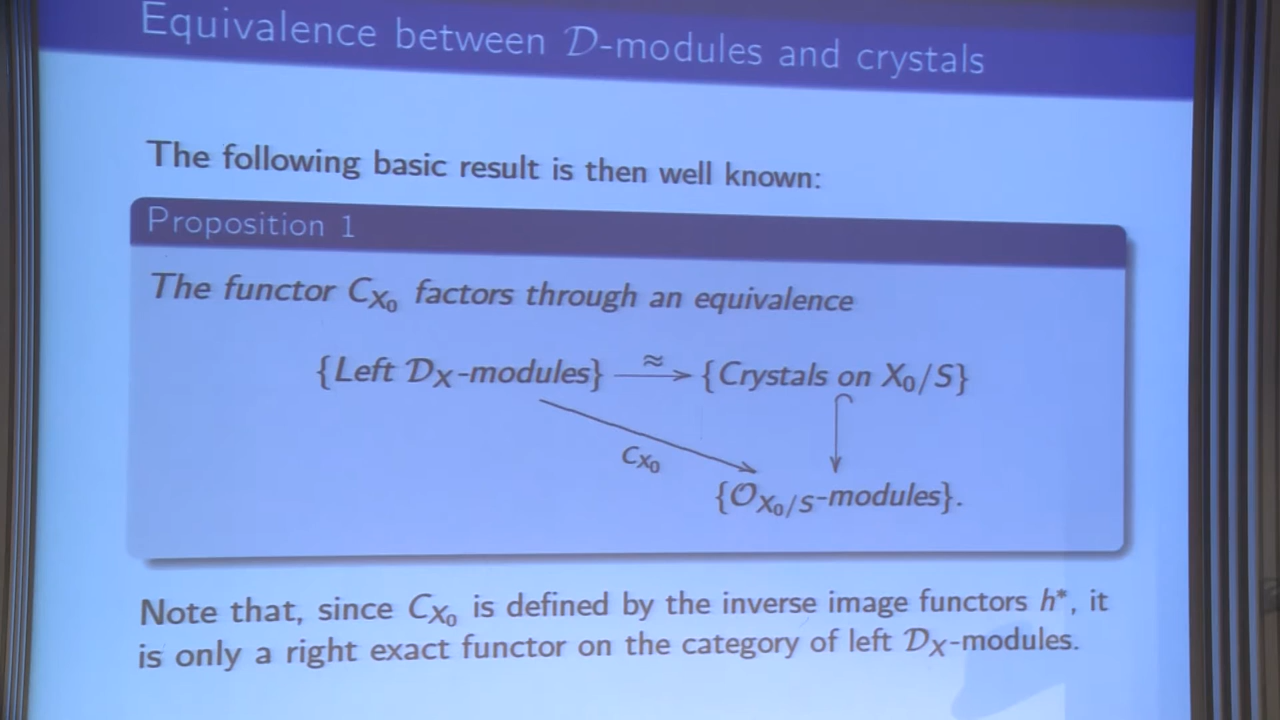 Equivalence between 𝒟-modules and crystals
The following basic result is then well known:
Proposition 1
The functor C_{X_0} factors through an equivalence
{Left 𝒟_X-modules} ≈→ {Crystals on X_0/S}
C_{X_0}
{𝒪_{X_0/S}-modules}.
Note that, since C_{X_0} is defined by the inverse image functors h*, it
is only a right exact functor on the category of left 𝒟_X-modules.